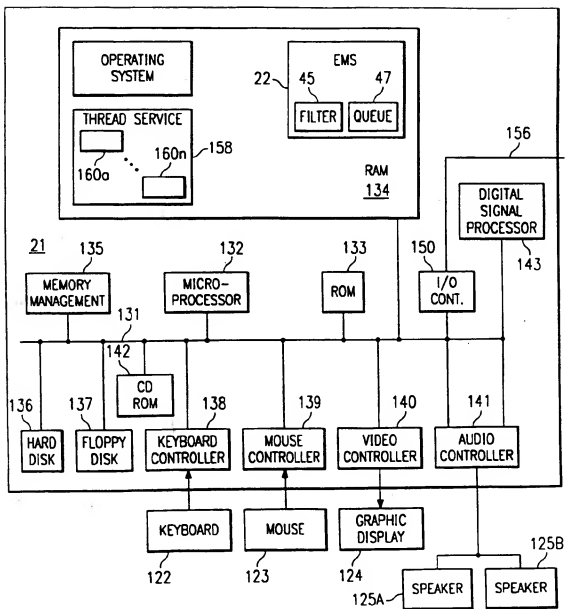 OPERATING
SYSTEM
EMS
22
45
47
FILTER
QUEUE
THREAD SERVICE
158
160a
160n
RAM
134
156
DIGITAL
SIGNAL
PROCESSOR
143
21
135
MEMORY
MANAGEMENT
132
MICRO-
PROCESSOR
133
ROM
150
I/O
CONT.
131
142
CD
ROM
136
HARD
DISK
137
FLOPPY
DISK
138
KEYBOARD
CONTROLLER
139
MOUSE
CONTROLLER
140
VIDEO
CONTROLLER
141
AUDIO
CONTROLLER
KEYBOARD
122
MOUSE
123
GRAPHIC
DISPLAY
124
125A
SPEAKER
125B
SPEAKER